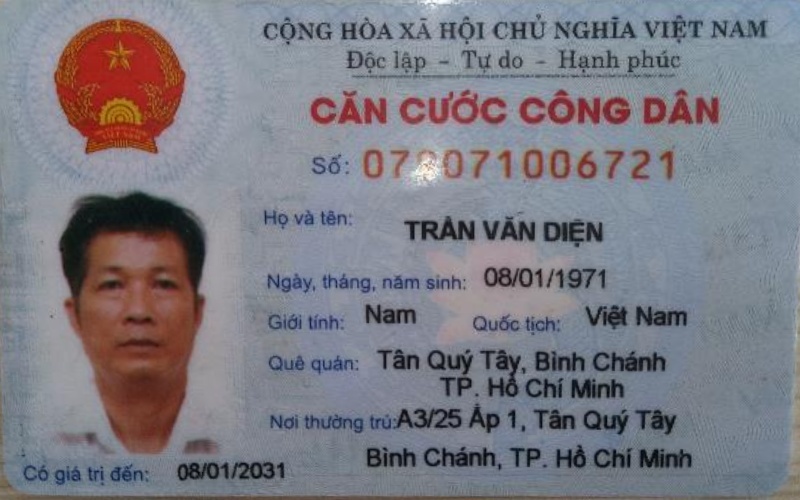 CỘNG HÒA XÃ HỘI CHỦ NGHĨA VIỆT NAM
Độc lập - Tự do - Hạnh phúc
CĂN CƯỚC CÔNG DÂN
Số:
Họ và tên: TRẦN VĂN DIỆN
Ngày, tháng, năm sinh: 08/01/1971
Giới tính: Nam Quốc tịch: Việt Nam
Quê quán: Tân Quý Tây, Bình Chánh
TP. Hồ Chí Minh
Nơi thường trú: A3/25 Ấp 1, Tân Quý Tây
Bình Chánh, TP. Hồ Chí Minh
Có giá trị đến: 08/01/2031